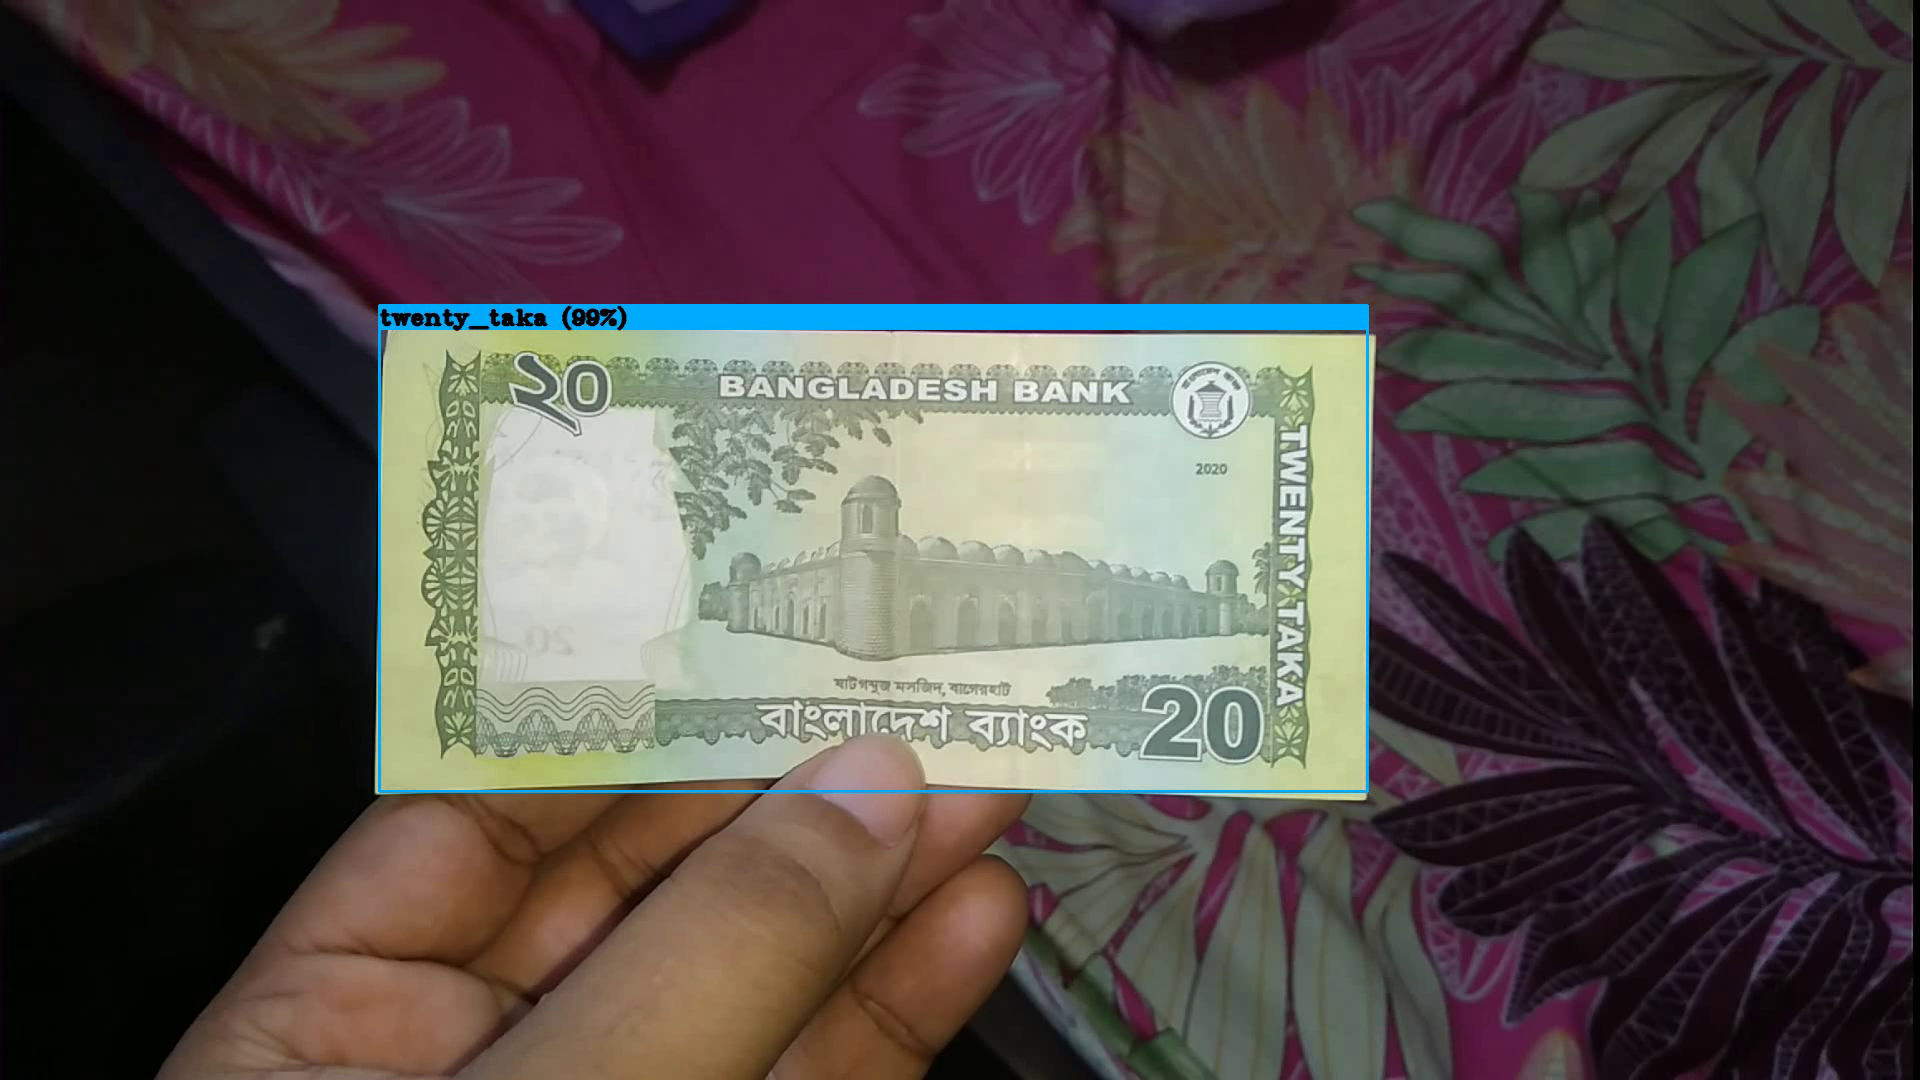 twenty_taka (99%)
২০
BANGLADESH BANK
2020
TWENTY TAKA
ষাটগম্বুজ মসজিদ, বাগেরহাট
বাংলাদেশ ব্যাংক
20